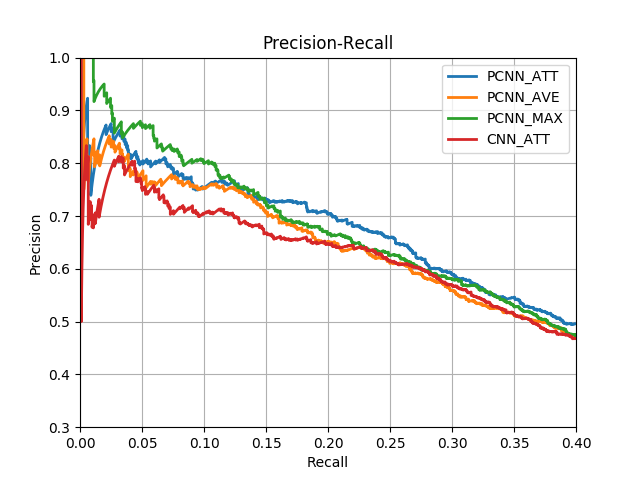 Precision-Recall
1.0
0.9
0.8
0.7
0.6
0.5
0.4
0.3
Precision
PCNN_ATT
PCNN_AVE
PCNN_MAX
CNN_ATT
0.00 0.05 0.10 0.15 0.20 0.25 0.30 0.35 0.40
Recall